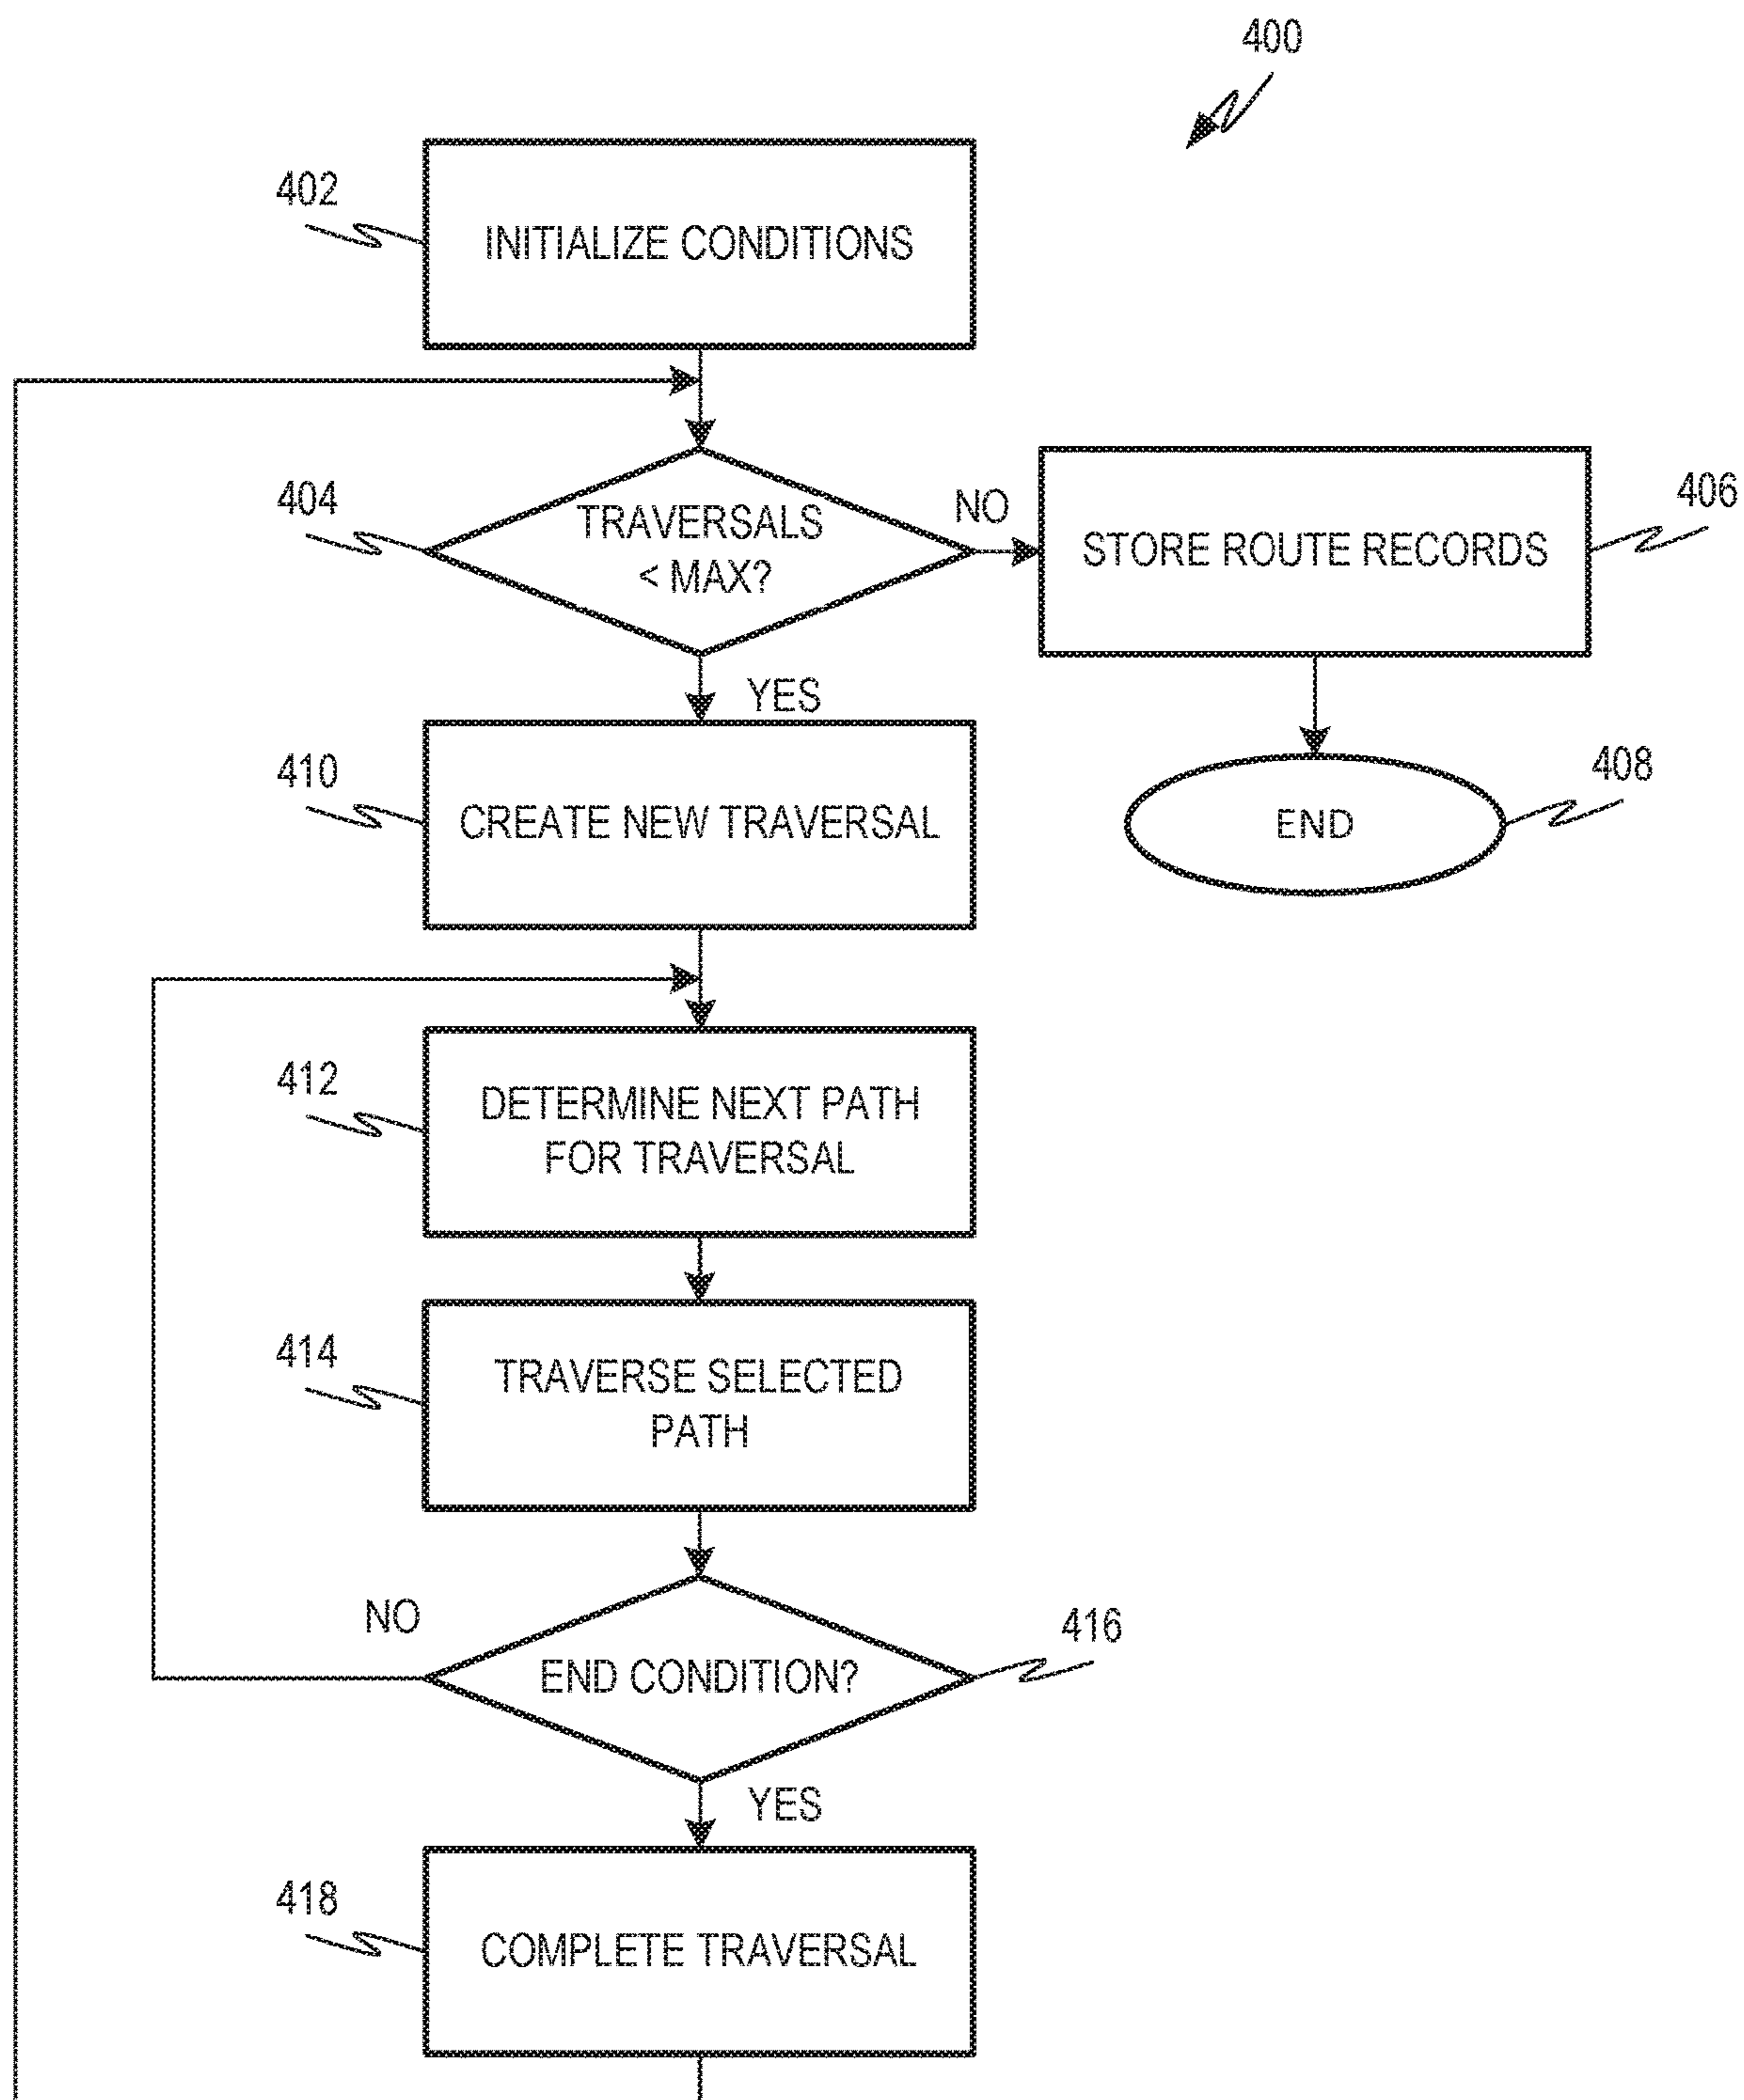 400
402
INITIALIZE CONDITIONS
404
TRAVERSALS
< MAX?
NO
STORE ROUTE RECORDS
406
YES
410
CREATE NEW TRAVERSAL
END
408
412
DETERMINE NEXT PATH
FOR TRAVERSAL
414
TRAVERSE SELECTED
PATH
NO
END CONDITION?
416
YES
418
COMPLETE TRAVERSAL